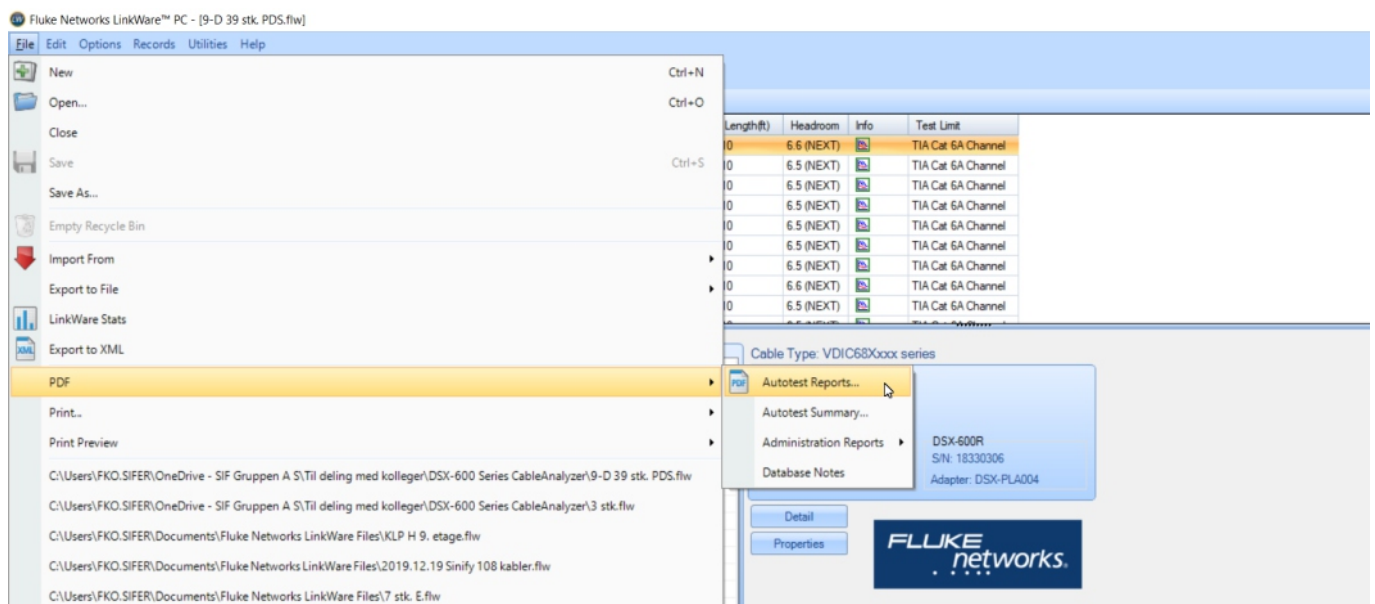 Fluke Networks LinkWare™ PC - [9-D 39 stk. PDS.flw]
File Edit Options Records Utilities Help
New Ctrl+N
Open... Ctrl+O
Close
Save Ctrl+S
Save As...
Empty Recycle Bin
Import From
Export to File
LinkWare Stats
XML Export to XML
PDF
Print...
Print Preview
C:\Users\FKO.SIFER\OneDrive - SIF Gruppen A S\Til deling med kolleger\DSX-600 Series CableAnalyzer\9-D 39 stk. PDS.flw
C:\Users\FKO.SIFER\OneDrive - SIF Gruppen A S\Til deling med kolleger\DSX-600 Series CableAnalyzer\3 stk.flw
C:\Users\FKO.SIFER\Documents\Fluke Networks LinkWare Files\KLP H 9. etage.flw
C:\Users\FKO.SIFER\Documents\Fluke Networks LinkWare Files\2019.12.19 Sinify 108 kabler.flw
C:\Users\FKO.SIFER\Documents\Fluke Networks LinkWare Files\7 stk. E.flw
Length(ft) Headroom Info Test Limit
6.6 (NEXT) TIA Cat 6A Channel
6.5 (NEXT) TIA Cat 6A Channel
6.5 (NEXT) TIA Cat 6A Channel
6.5 (NEXT) TIA Cat 6A Channel
6.5 (NEXT) TIA Cat 6A Channel
6.5 (NEXT) TIA Cat 6A Channel
6.5 (NEXT) TIA Cat 6A Channel
6.6 (NEXT) TIA Cat 6A Channel
6.5 (NEXT) TIA Cat 6A Channel
Cable Type: VDIC68Xxxx series
PDF Autotest Reports...
Autotest Summary...
Administration Reports
Database Notes
DSX-600R
S/N: 18330306
Adapter: DSX-PLA004
Detail
Properties
FLUKE
networks.